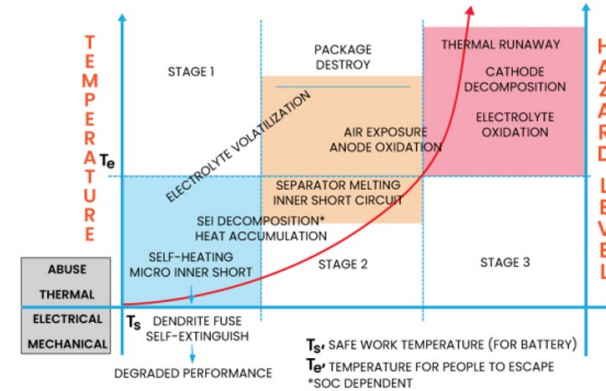 TEMPERATURE
HAZARD LEVEL
STAGE 1
PACKAGE
DESTROY
THERMAL RUNAWAY
CATHODE
DECOMPOSITION
ELECTROLYTE
OXIDATION
ELECTROLYTE VOLATILIZATION
AIR EXPOSURE
ANODE OXIDATION
Te
SEPARATOR MELTING
INNER SHORT CIRCUIT
SEI DECOMPOSITION*
HEAT ACCUMULATION
SELF-HEATING
MICRO INNER SHORT
STAGE 2
STAGE 3
ABUSE
THERMAL
ELECTRICAL
MECHANICAL
Ts
DENDRITE FUSE
SELF-EXTINGUISH
DEGRADED PERFORMANCE
Ts, SAFE WORK TEMPERATURE (FOR BATTERY)
Te, TEMPERATURE FOR PEOPLE TO ESCAPE
*SOC DEPENDENT